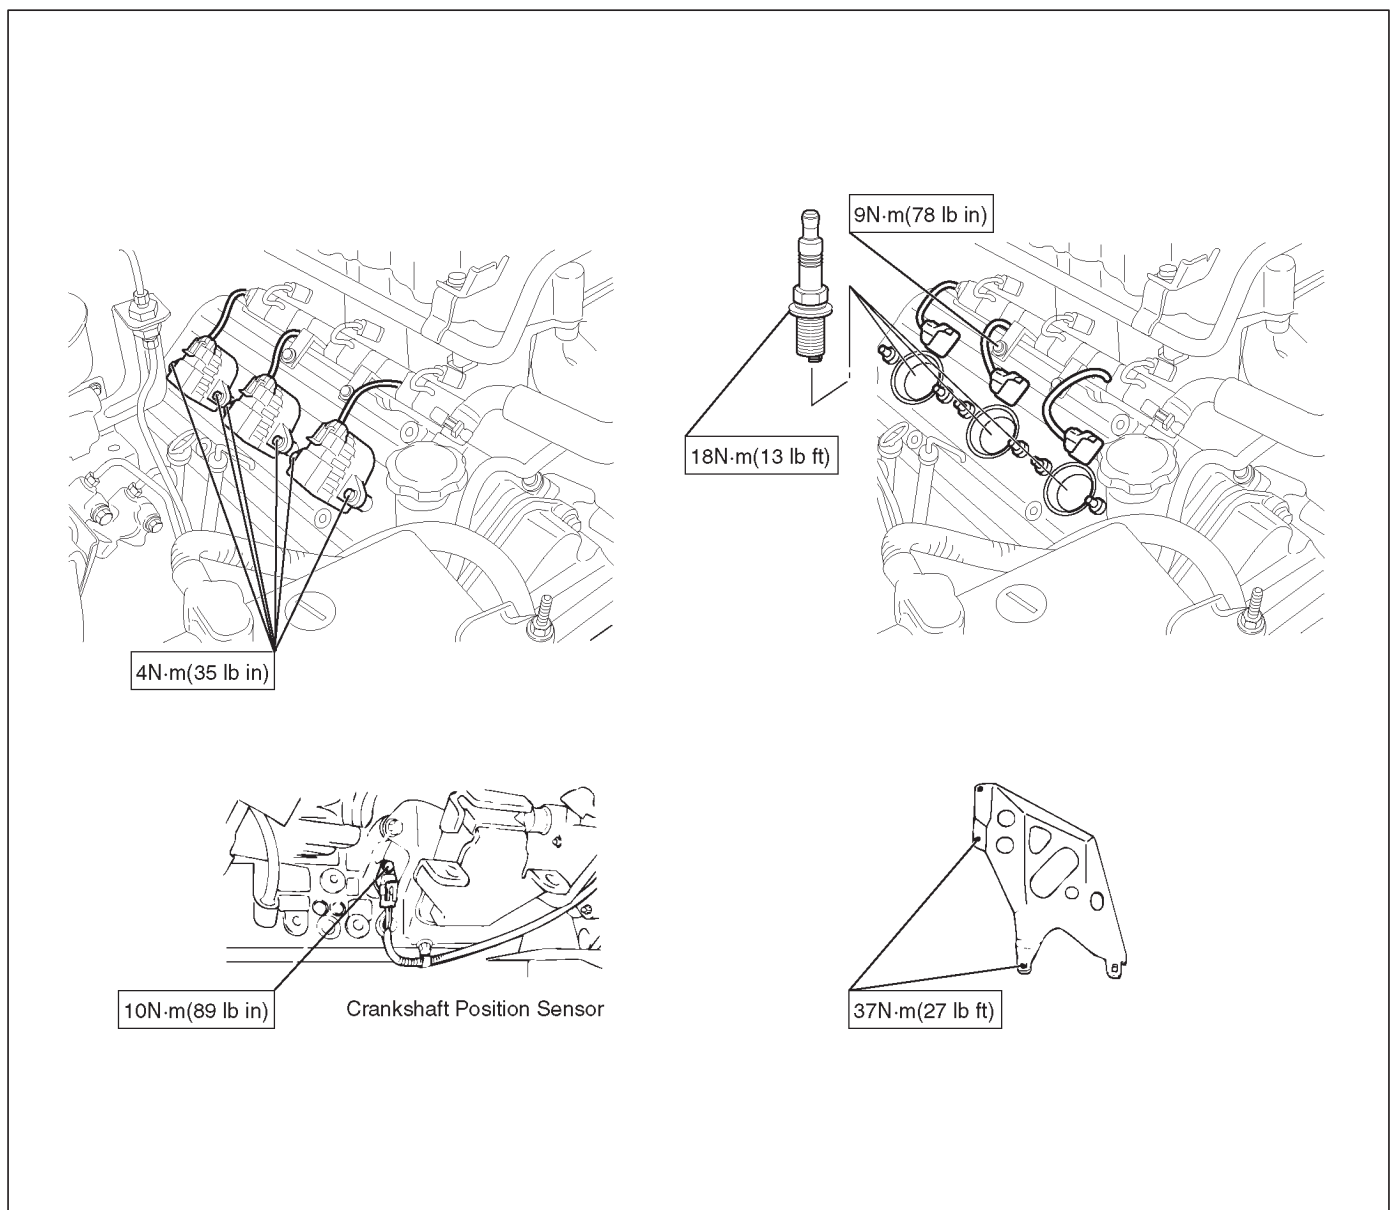 9N·m(78 lb in)
18N·m(13 lb ft)
4N·m(35 lb in)
10N·m(89 lb in)
Crankshaft Position Sensor
37N·m(27 lb ft)